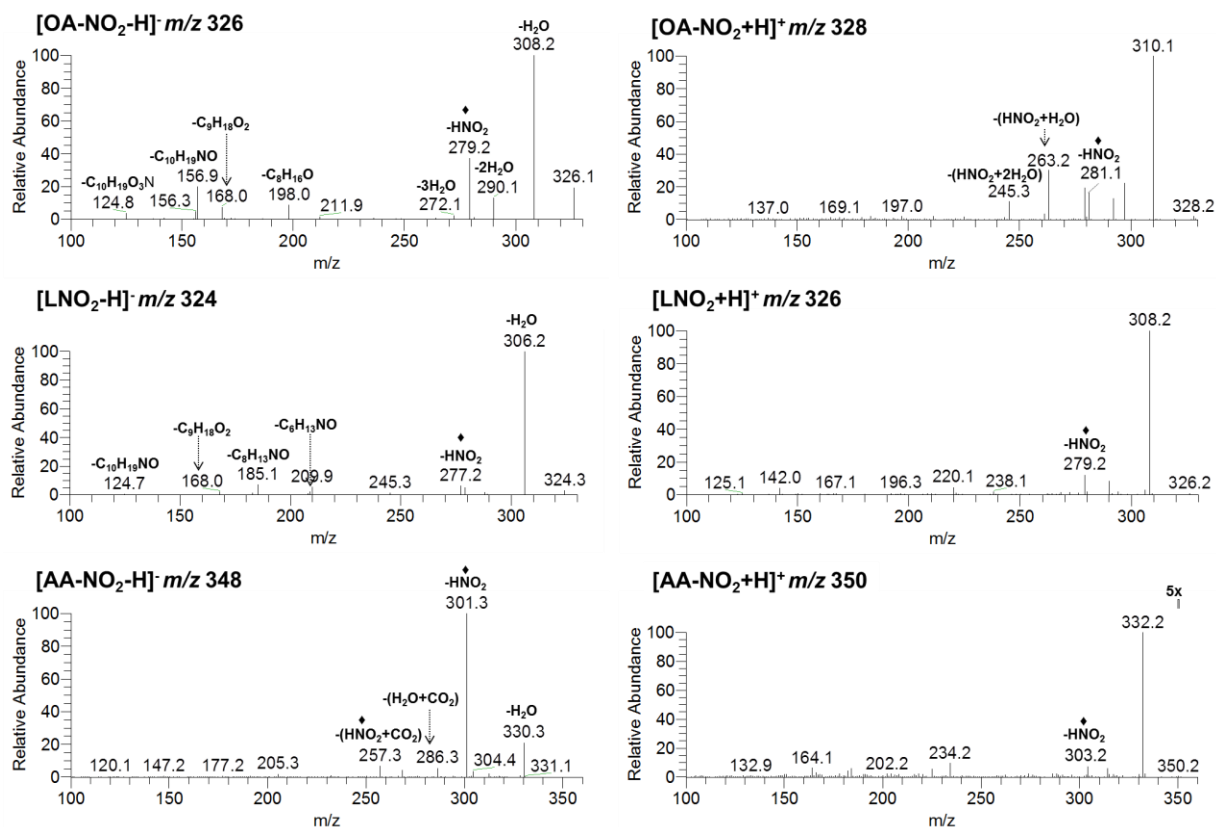 [OA-NO₂-H]⁻ m/z 326
-H₂O
308.2
100
80
60
40
20
0
Relative Abundance
-C₉H₁₈O₂
-C₁₀H₁₉NO
156.9
-C₁₀H₁₉O₃N
124.8
156.3
168.0
-C₈H₁₆O
198.0
211.9
♦
-HNO₂
279.2
-2H₂O
290.1
-3H₂O
272.1
326.1
100 150 200 250 300
m/z
[OA-NO₂+H]⁺ m/z 328
310.1
100
80
60
40
20
0
Relative Abundance
-(HNO₂+H₂O)
263.2
♦
-HNO₂
281.1
-(HNO₂+2H₂O)
245.3
137.0
169.1
197.0
328.2
100 150 200 250 300
m/z
[LNO₂-H]⁻ m/z 324
-H₂O
306.2
100
80
60
40
20
0
Relative Abundance
-C₉H₁₈O₂
-C₆H₁₃NO
-C₁₀H₁₉NO
124.7
168.0
-C₈H₁₃NO
185.1
209.9
245.3
♦
-HNO₂
277.2
324.3
100 150 200 250 300
m/z
[LNO₂+H]⁺ m/z 326
308.2
100
80
60
40
20
0
Relative Abundance
♦
-HNO₂
279.2
125.1
142.0
167.1
196.3
220.1
238.1
326.2
100 150 200 250 300
m/z
[AA-NO₂-H]⁻ m/z 348
♦
-HNO₂
301.3
100
80
60
40
20
0
Relative Abundance
-(H₂O+CO₂)
♦
-(HNO₂+CO₂)
257.3
286.3
-H₂O
330.3
304.4
331.1
120.1
147.2
177.2
205.3
100 150 200 250 300 350
m/z
[AA-NO₂+H]⁺ m/z 350
5x
332.2
100
80
60
40
20
0
Relative Abundance
♦
-HNO₂
303.2
132.9
164.1
202.2
234.2
350.2
100 150 200 250 300 350
m/z